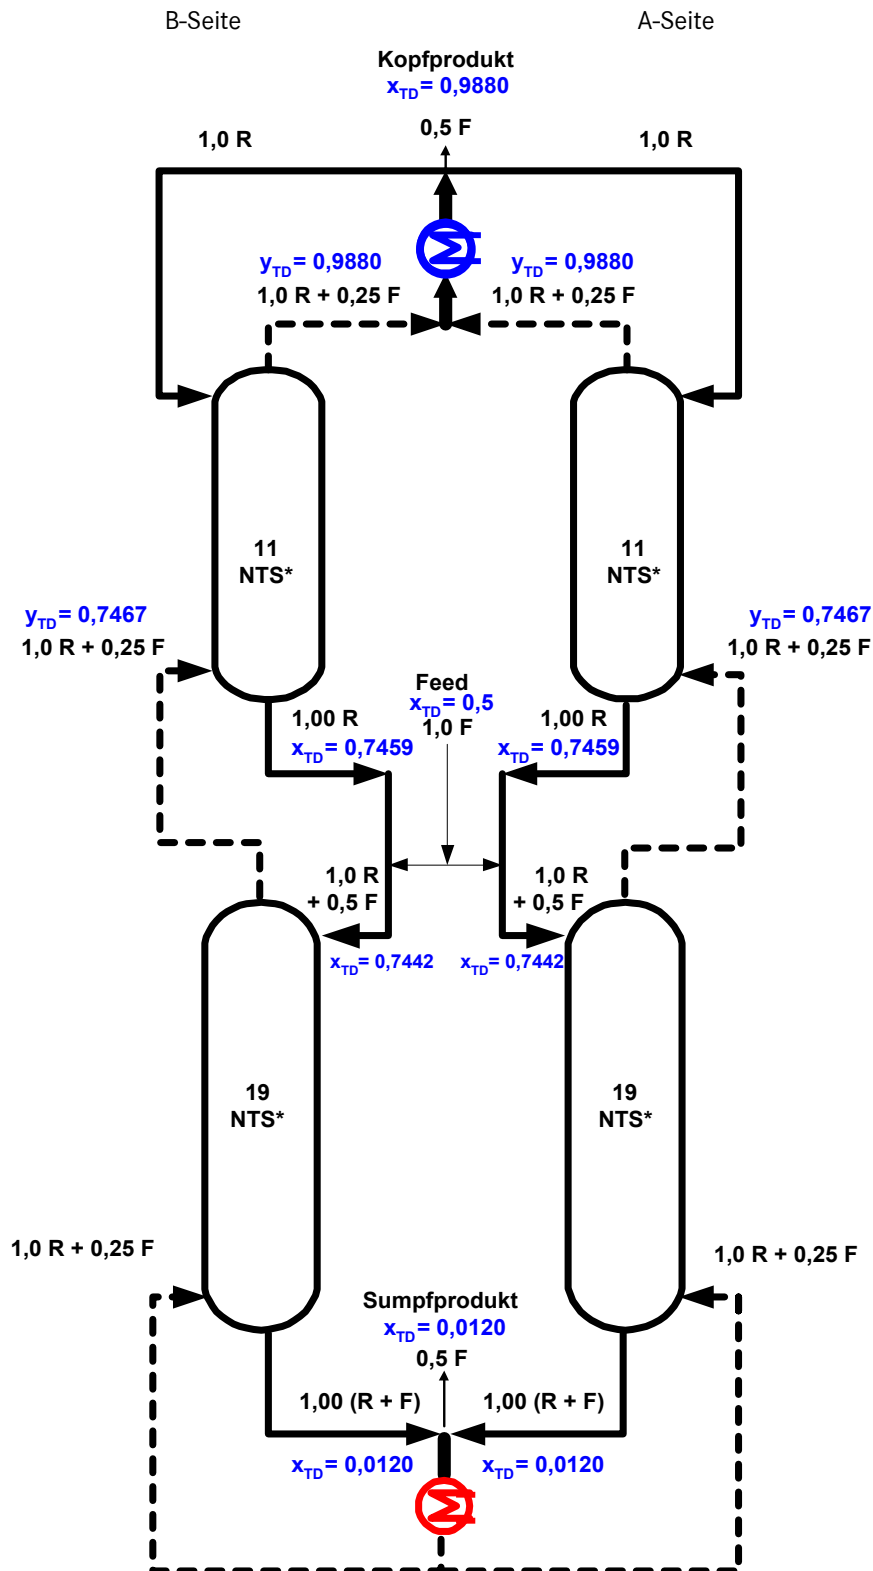 B-Seite
A-Seite
Kopfprodukt
xTD= 0,9880
0,5 F
1,0 R
1,0 R
yTD= 0,9880
yTD= 0,9880
1,0 R + 0,25 F
1,0 R + 0,25 F
11
NTS*
11
NTS*
yTD= 0,7467
1,0 R + 0,25 F
yTD= 0,7467
1,0 R + 0,25 F
Feed
xTD= 0,5
1,0 F
1,00 R
xTD= 0,7459
1,00 R
xTD= 0,7459
1,0 R
+ 0,5 F
1,0 R
+ 0,5 F
xTD= 0,7442
xTD= 0,7442
19
NTS*
19
NTS*
1,0 R + 0,25 F
1,0 R + 0,25 F
Sumpfprodukt
xTD= 0,0120
0,5 F
1,00 (R + F)
1,00 (R + F)
xTD= 0,0120
xTD= 0,0120